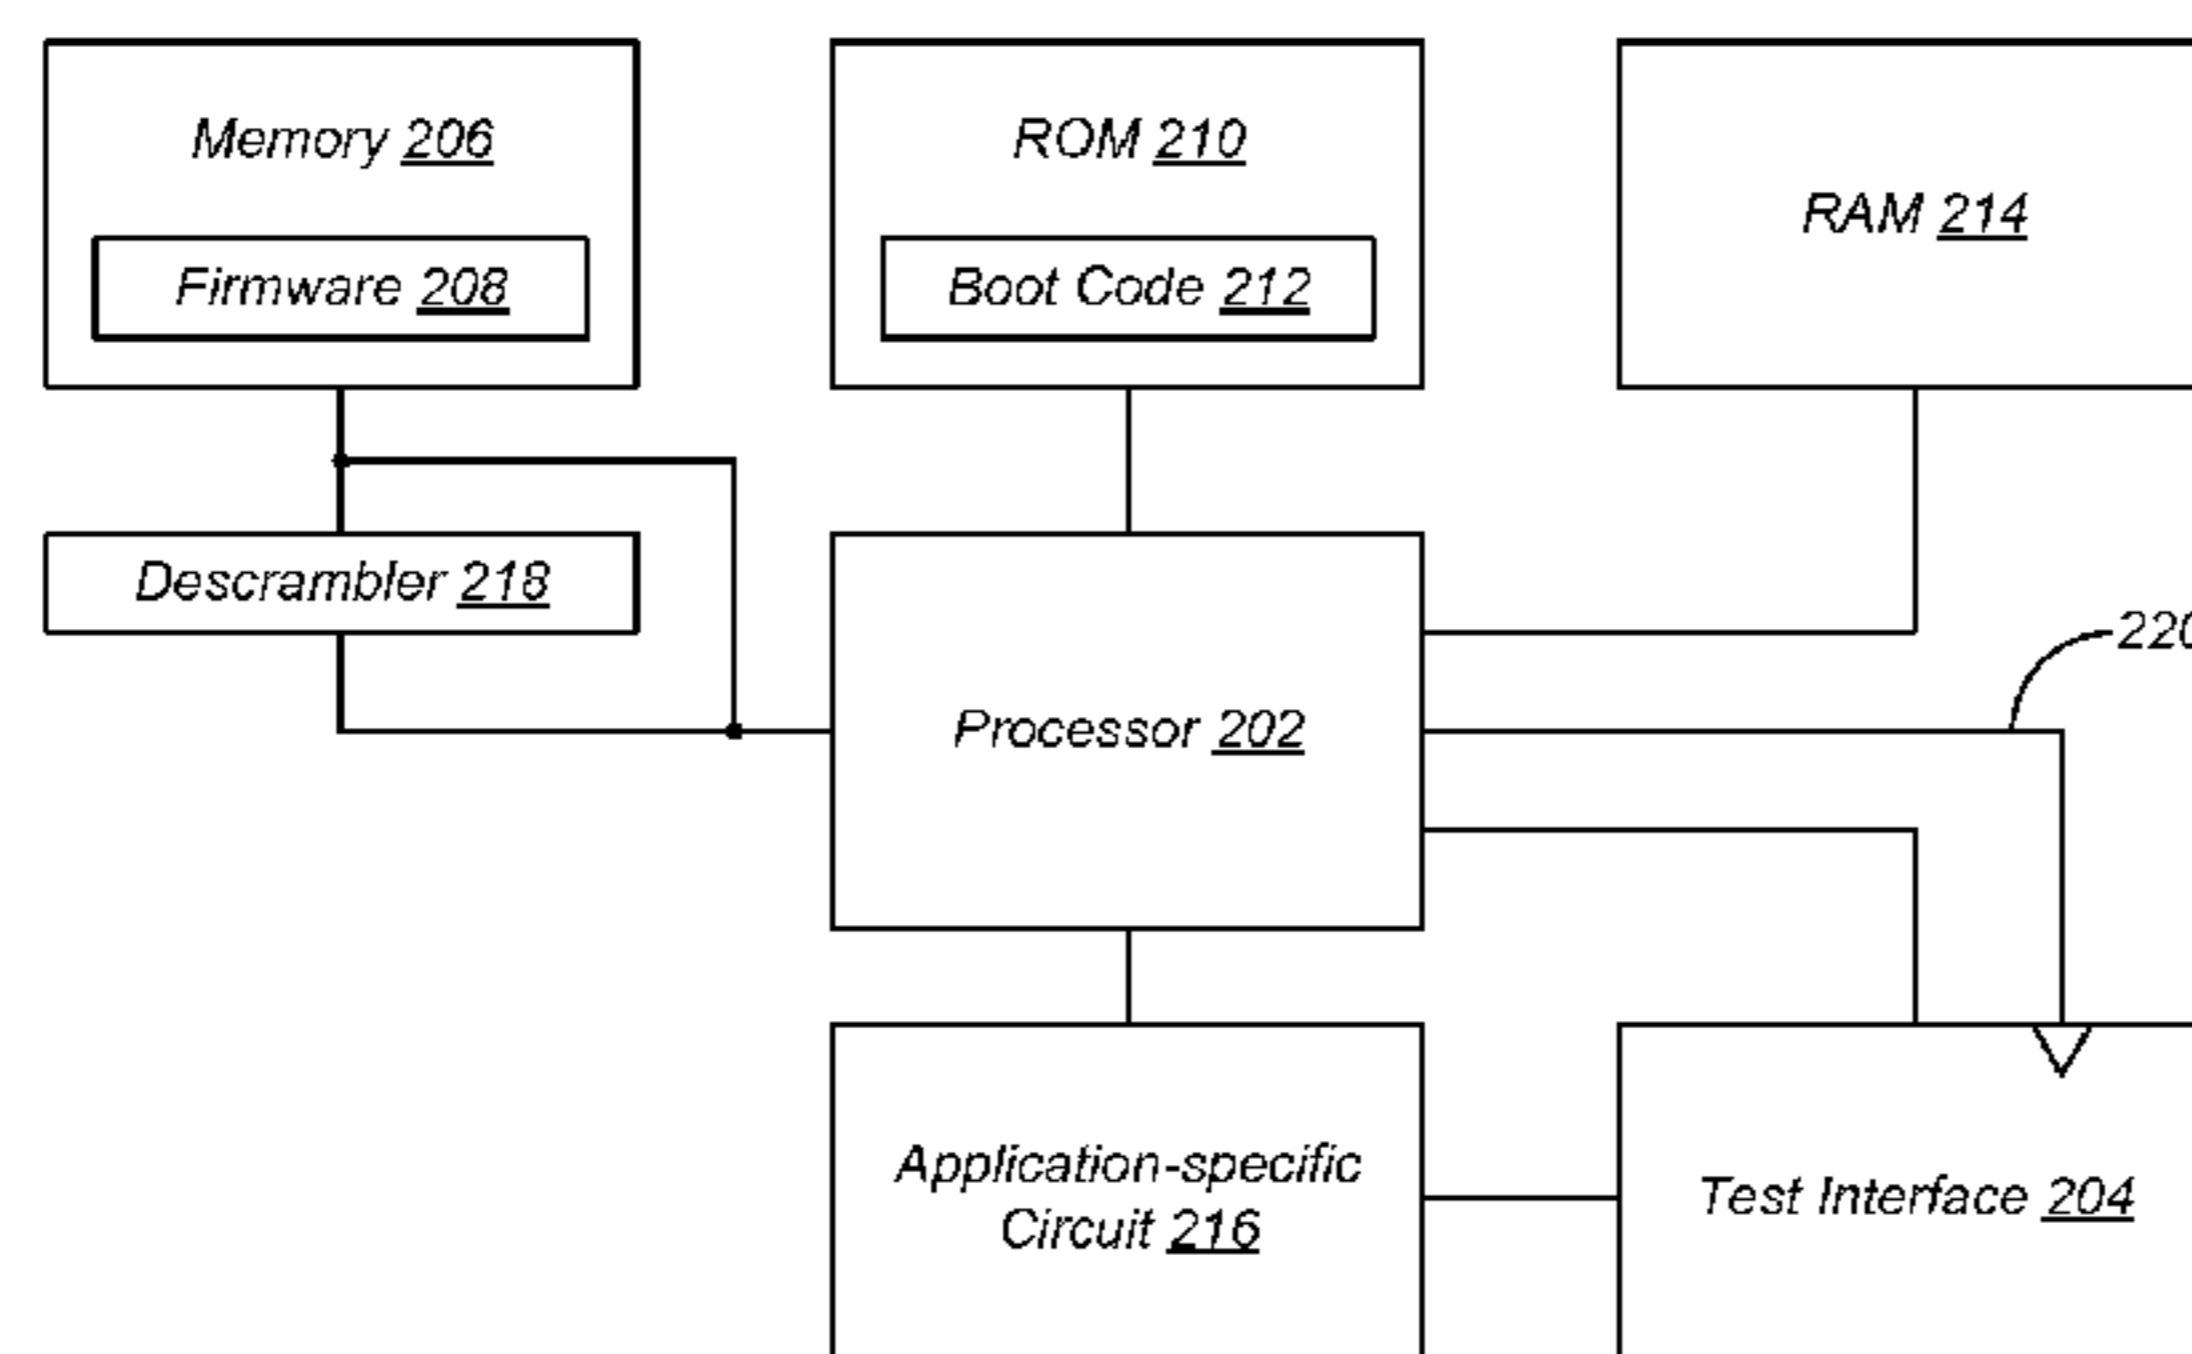 Memory 206
ROM 210
RAM 214
Firmware 208
Boot Code 212
Descrambler 218
220
Processor 202
Application-specific
Circuit 216
Test Interface 204